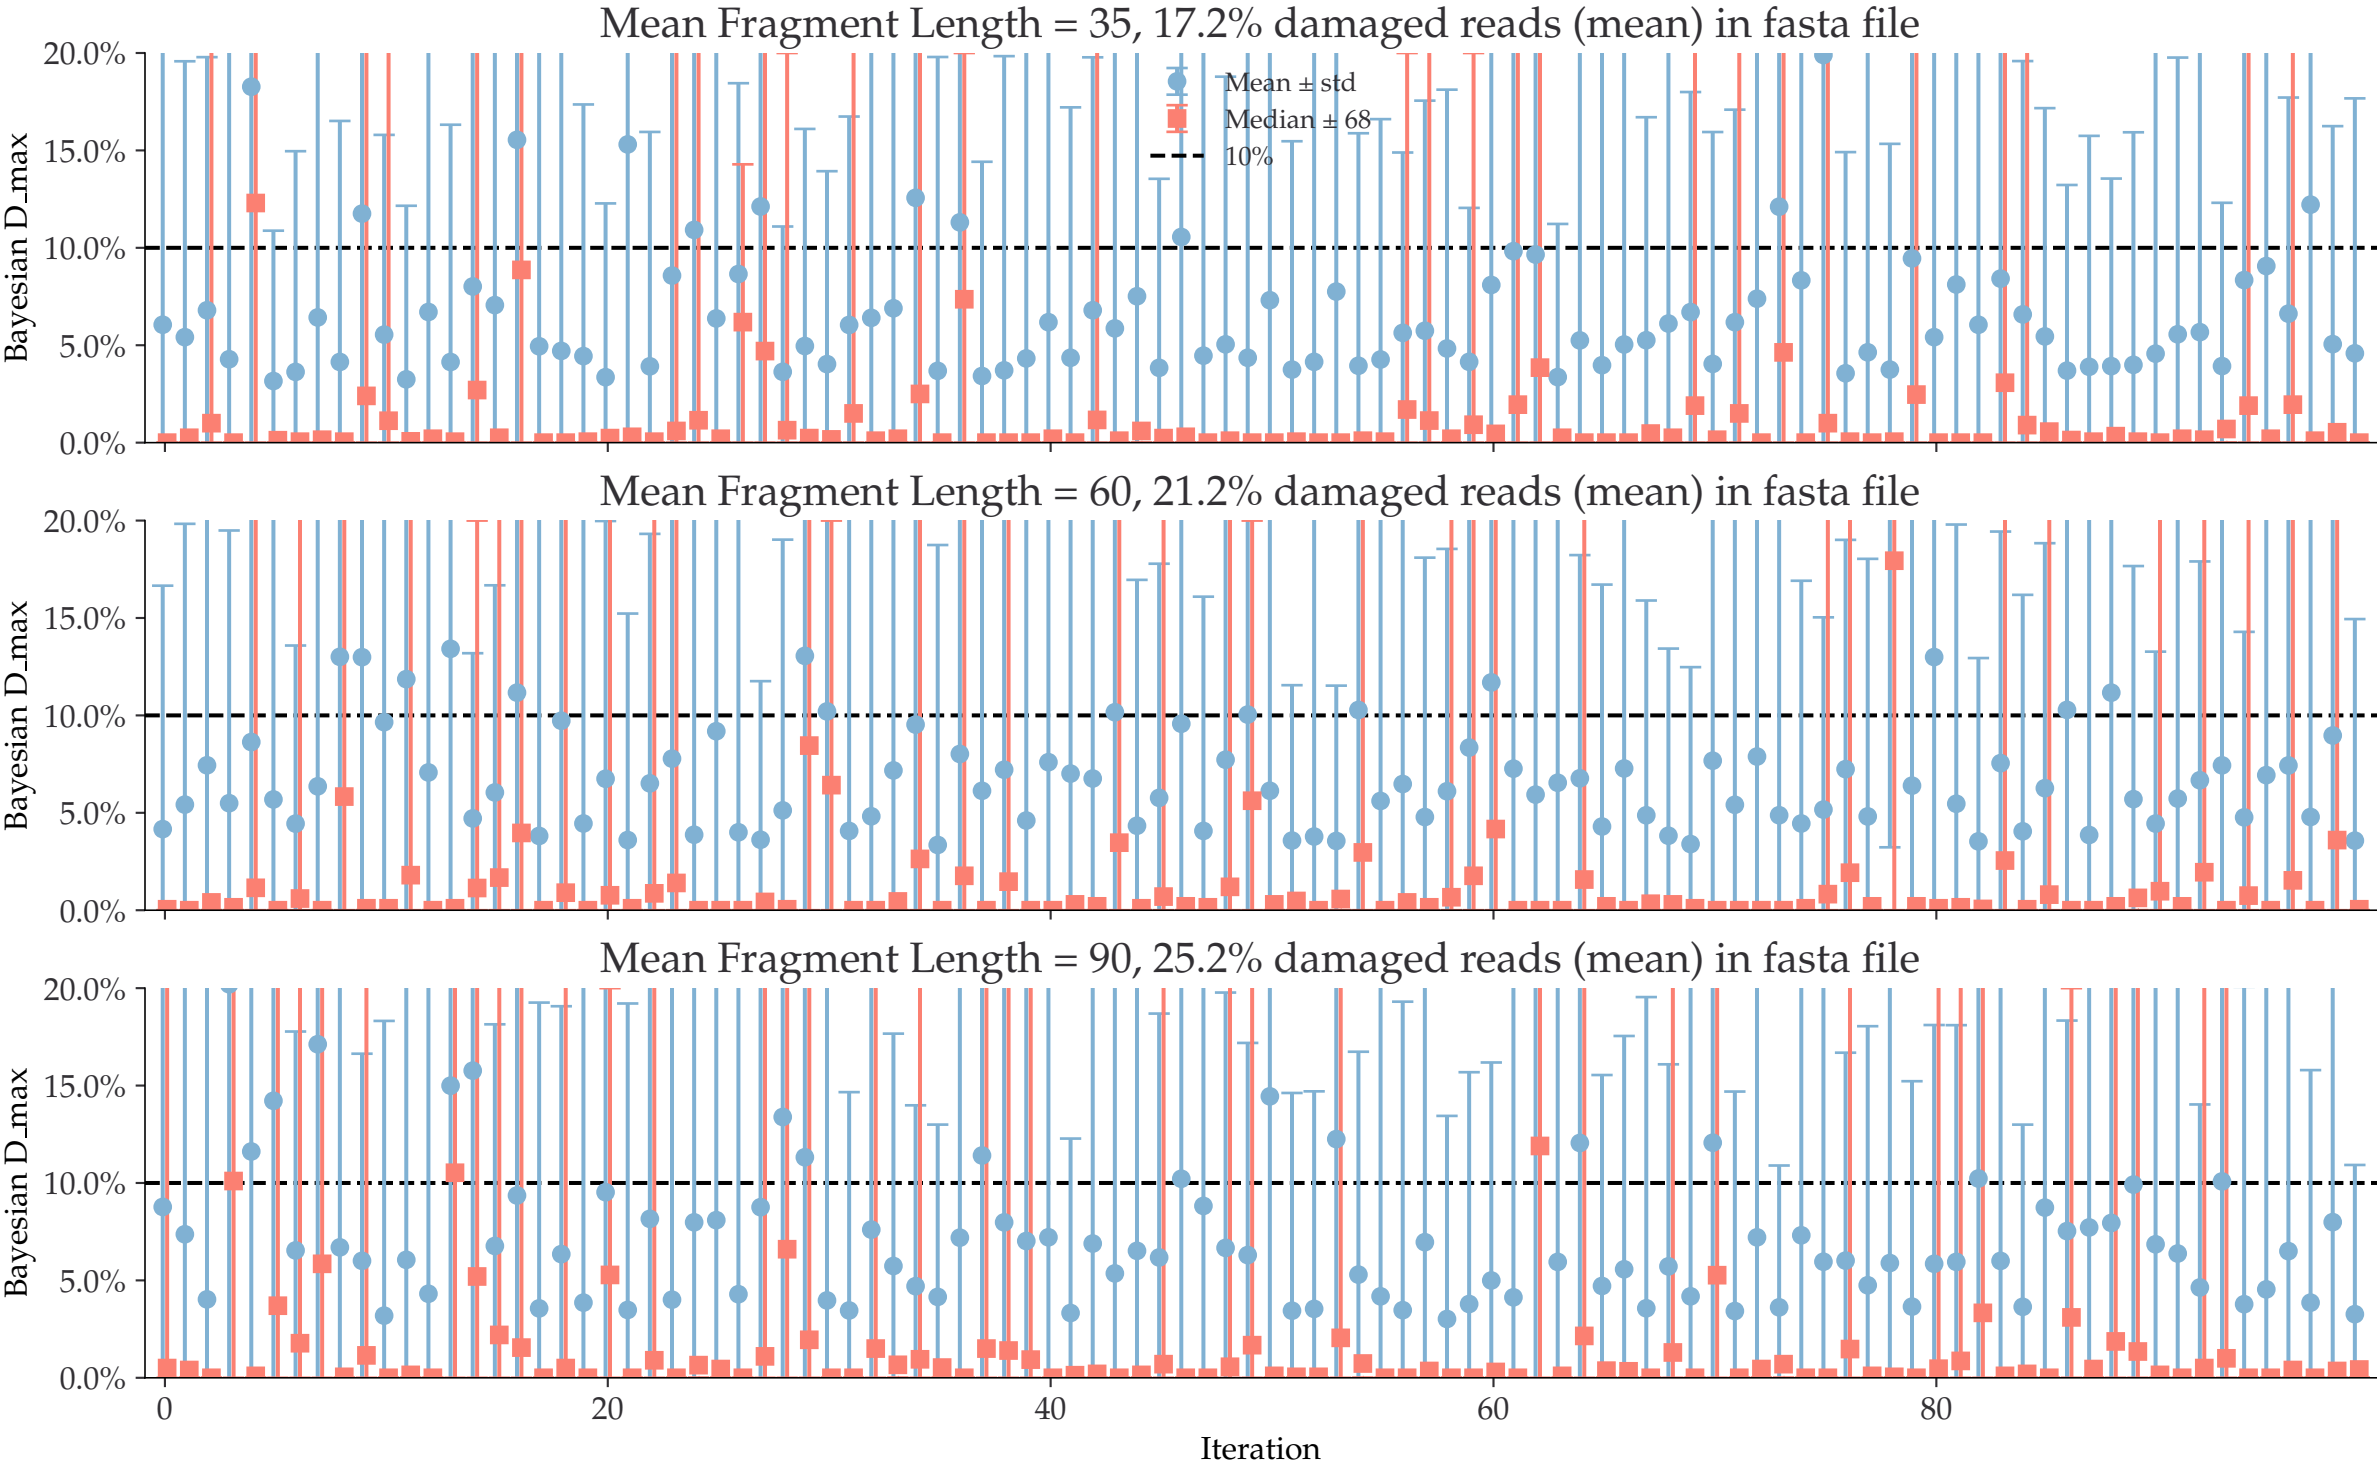 Mean Fragment Length = 35, 17.2% damaged reads (mean) in fasta file
20.0%
15.0%
10.0%
5.0%
0.0%
Bayesian D_max
Mean ± std
Median ± 68
10%
Mean Fragment Length = 60, 21.2% damaged reads (mean) in fasta file
20.0%
15.0%
10.0%
5.0%
0.0%
Bayesian D_max
Mean Fragment Length = 90, 25.2% damaged reads (mean) in fasta file
20.0%
15.0%
10.0%
5.0%
0.0%
Bayesian D_max
0 20 40 60 80
Iteration